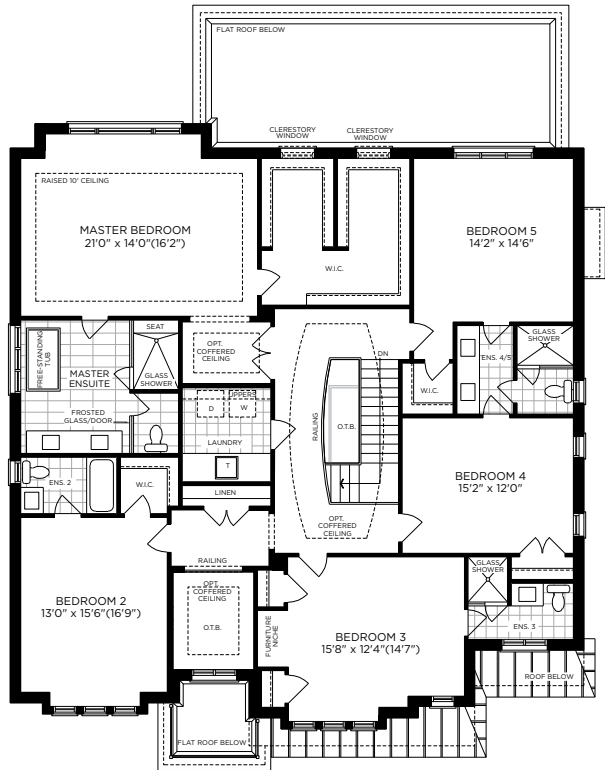 FLAT ROOF BELOW
CLERESTORY
WINDOW
CLERESTORY
WINDOW
RAISED 10' CEILING
MASTER BEDROOM
21'0" x 14'0"(16'2")
BEDROOM 5
14'2" x 14'6"
W.I.C.
SEAT
FREE-STANDING
TUB
MASTER
ENSUITE
GLASS
SHOWER
FROSTED
GLASS/DOOR
OPT.
COFFERED
CEILING
DN
RAILING
O.T.B.
W.I.C.
ENS. 4/5
GLASS
SHOWER
UPPERS
D
W
LAUNDRY
T
LINEN
ENS. 2
W.I.C.
BEDROOM 4
15'2" x 12'0"
OPT.
COFFERED
CEILING
RAILING
OPT.
COFFERED
CEILING
O.T.B.
BEDROOM 2
13'0" x 15'6"(16'9")
FURNITURE
NICHE
BEDROOM 3
15'8" x 12'4"(14'7")
GLASS
SHOWER
ENS. 3
ROOF BELOW
FLAT ROOF BELOW